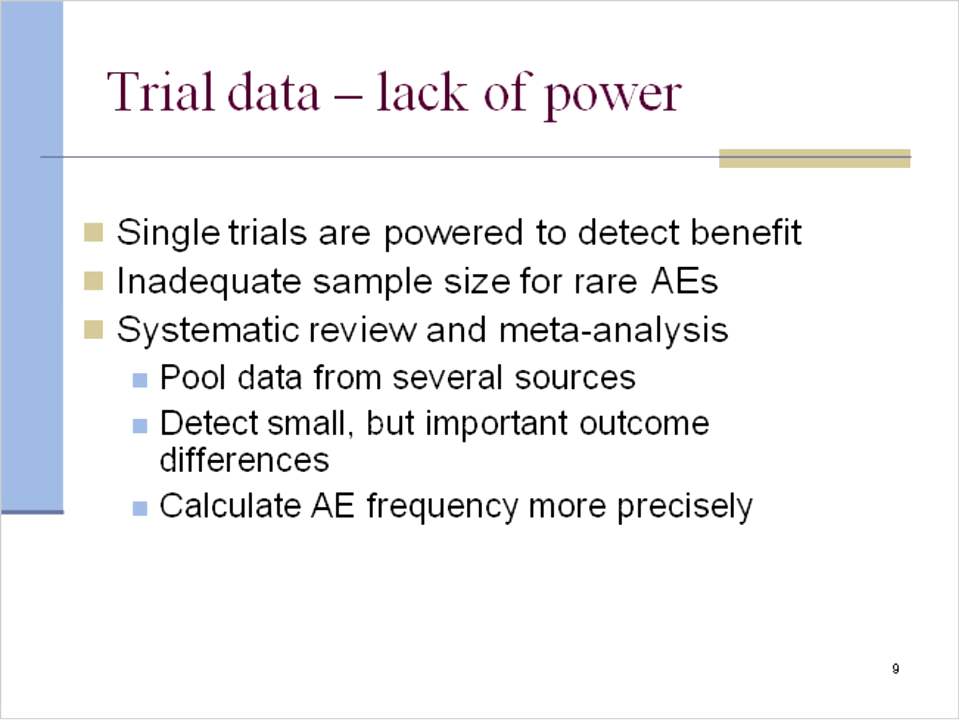 Trial data – lack of power
Single trials are powered to detect benefit
Inadequate sample size for rare AEs
Systematic review and meta-analysis
Pool data from several sources
Detect small, but important outcome
differences
Calculate AE frequency more precisely
9